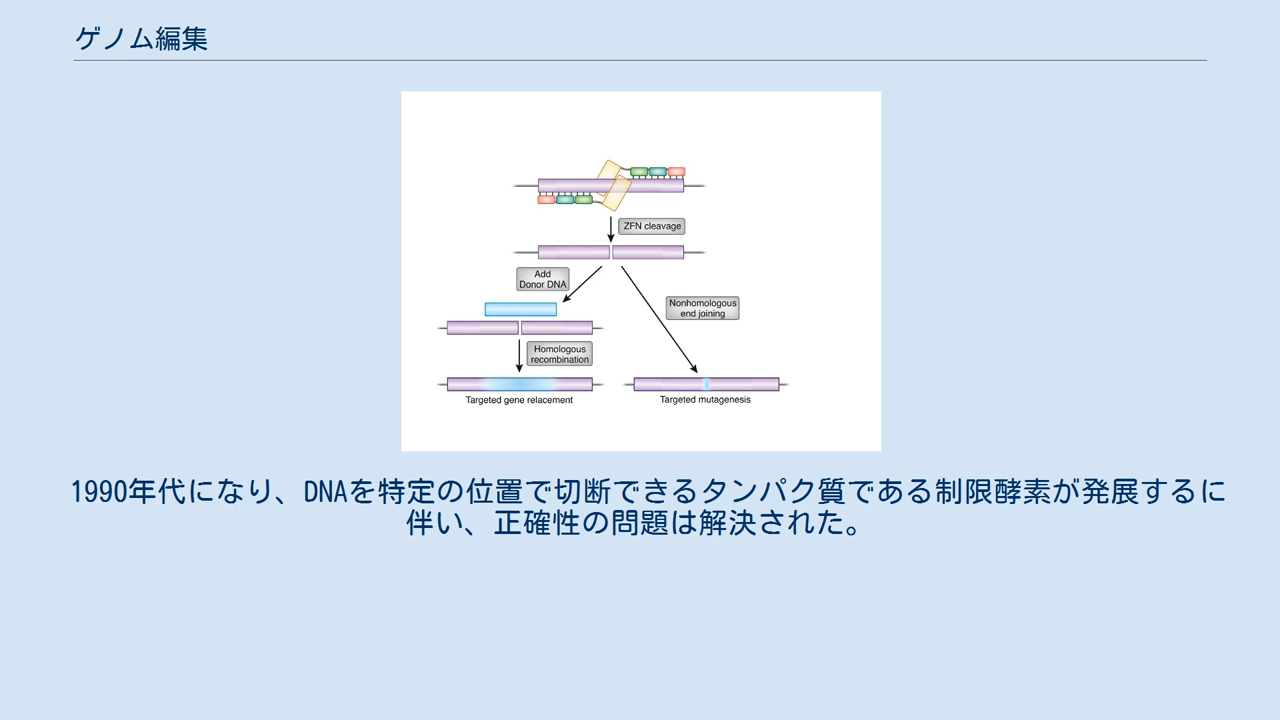 ゲノム編集
ZFN cleavage
Add
Donor DNA
Nonhomologous
end joining
Homologous
recombination
Targeted gene relacement
Targeted mutagenesis
1990年代になり、DNAを特定の位置で切断できるタンパク質である制限酵素が発展するに
伴い、正確性の問題は解決された。